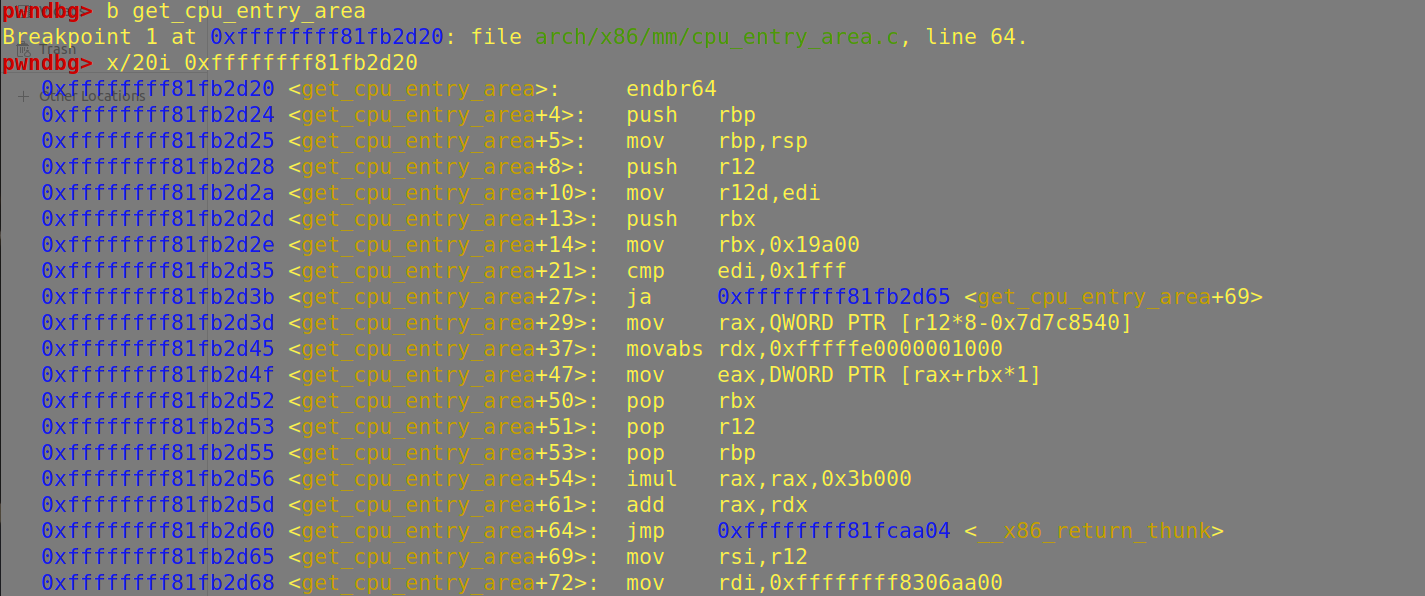 pwndbg> b get_cpu_entry_area
Breakpoint 1 at 0xffffffff81fb2d20: file arch/x86/mm/cpu_entry_area.c, line 64.
Trash
pwndbg> x/20i 0xffffffff81fb2d20
0xffffffff81fb2d20 <get_cpu_entry_area>: endbr64
+ Other Locations
0xffffffff81fb2d24 <get_cpu_entry_area+4>: push rbp
0xffffffff81fb2d25 <get_cpu_entry_area+5>: mov rbp,rsp
0xffffffff81fb2d28 <get_cpu_entry_area+8>: push r12
0xffffffff81fb2d2a <get_cpu_entry_area+10>: mov r12d,edi
0xffffffff81fb2d2d <get_cpu_entry_area+13>: push rbx
0xffffffff81fb2d2e <get_cpu_entry_area+14>: mov rbx,0x19a00
0xffffffff81fb2d35 <get_cpu_entry_area+21>: cmp edi,0x1fff
0xffffffff81fb2d3b <get_cpu_entry_area+27>: ja 0xffffffff81fb2d65 <get_cpu_entry_area+69>
0xffffffff81fb2d3d <get_cpu_entry_area+29>: mov rax,QWORD PTR [r12*8-0x7d7c8540]
0xffffffff81fb2d45 <get_cpu_entry_area+37>: movabs rdx,0xfffffe0000001000
0xffffffff81fb2d4f <get_cpu_entry_area+47>: mov eax,DWORD PTR [rax+rbx*1]
0xffffffff81fb2d52 <get_cpu_entry_area+50>: pop rbx
0xffffffff81fb2d53 <get_cpu_entry_area+51>: pop r12
0xffffffff81fb2d55 <get_cpu_entry_area+53>: pop rbp
0xffffffff81fb2d56 <get_cpu_entry_area+54>: imul rax,rax,0x3b000
0xffffffff81fb2d5d <get_cpu_entry_area+61>: add rax,rdx
0xffffffff81fb2d60 <get_cpu_entry_area+64>: jmp 0xffffffff81fcaa04 <__x86_return_thunk>
0xffffffff81fb2d65 <get_cpu_entry_area+69>: mov rsi,r12
0xffffffff81fb2d68 <get_cpu_entry_area+72>: mov rdi,0xffffffff8306aa00